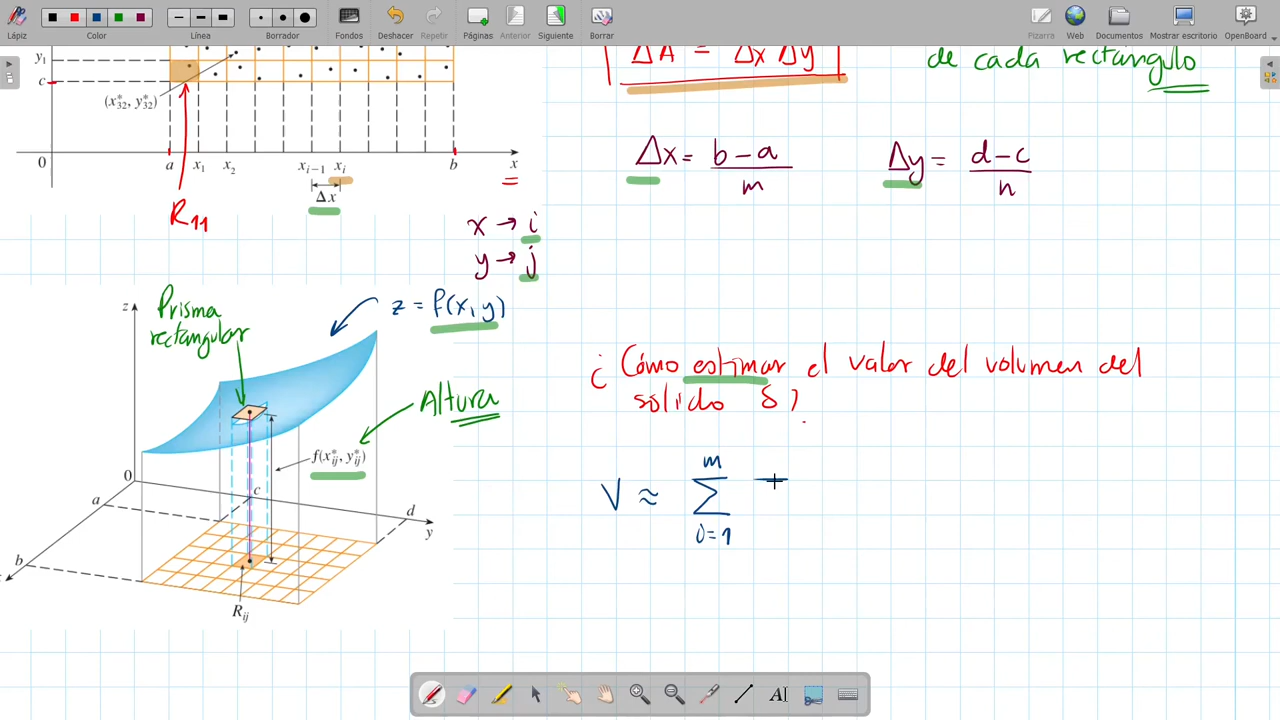 Lápiz
Color
Línea
Borrador
Fondos
Deshacer
Repetir
Páginas
Anterior
Siguiente
Borrar
Pizarra
Web
Documentos
Mostrar escritorio
OpenBoard
y₁
c
(x*₃₂, y*₃₂)
0
a
x₁
x₂
xᵢ₋₁
xᵢ
b
x
Δx
R₁₁
x → i
y → j
ΔA = Δx Δy
de cada rectángulo
Δx = (b-a)/m
Δy = (d-c)/n
z
Prisma
rectangular
z = f(x,y)
Altura
f(x*ᵢⱼ, y*ᵢⱼ)
0
a
b
c
d
y
Rᵢⱼ
¿Cómo estimar el valor del volumen del
sólido S?
m
V ≈ Σ
i=1
AI